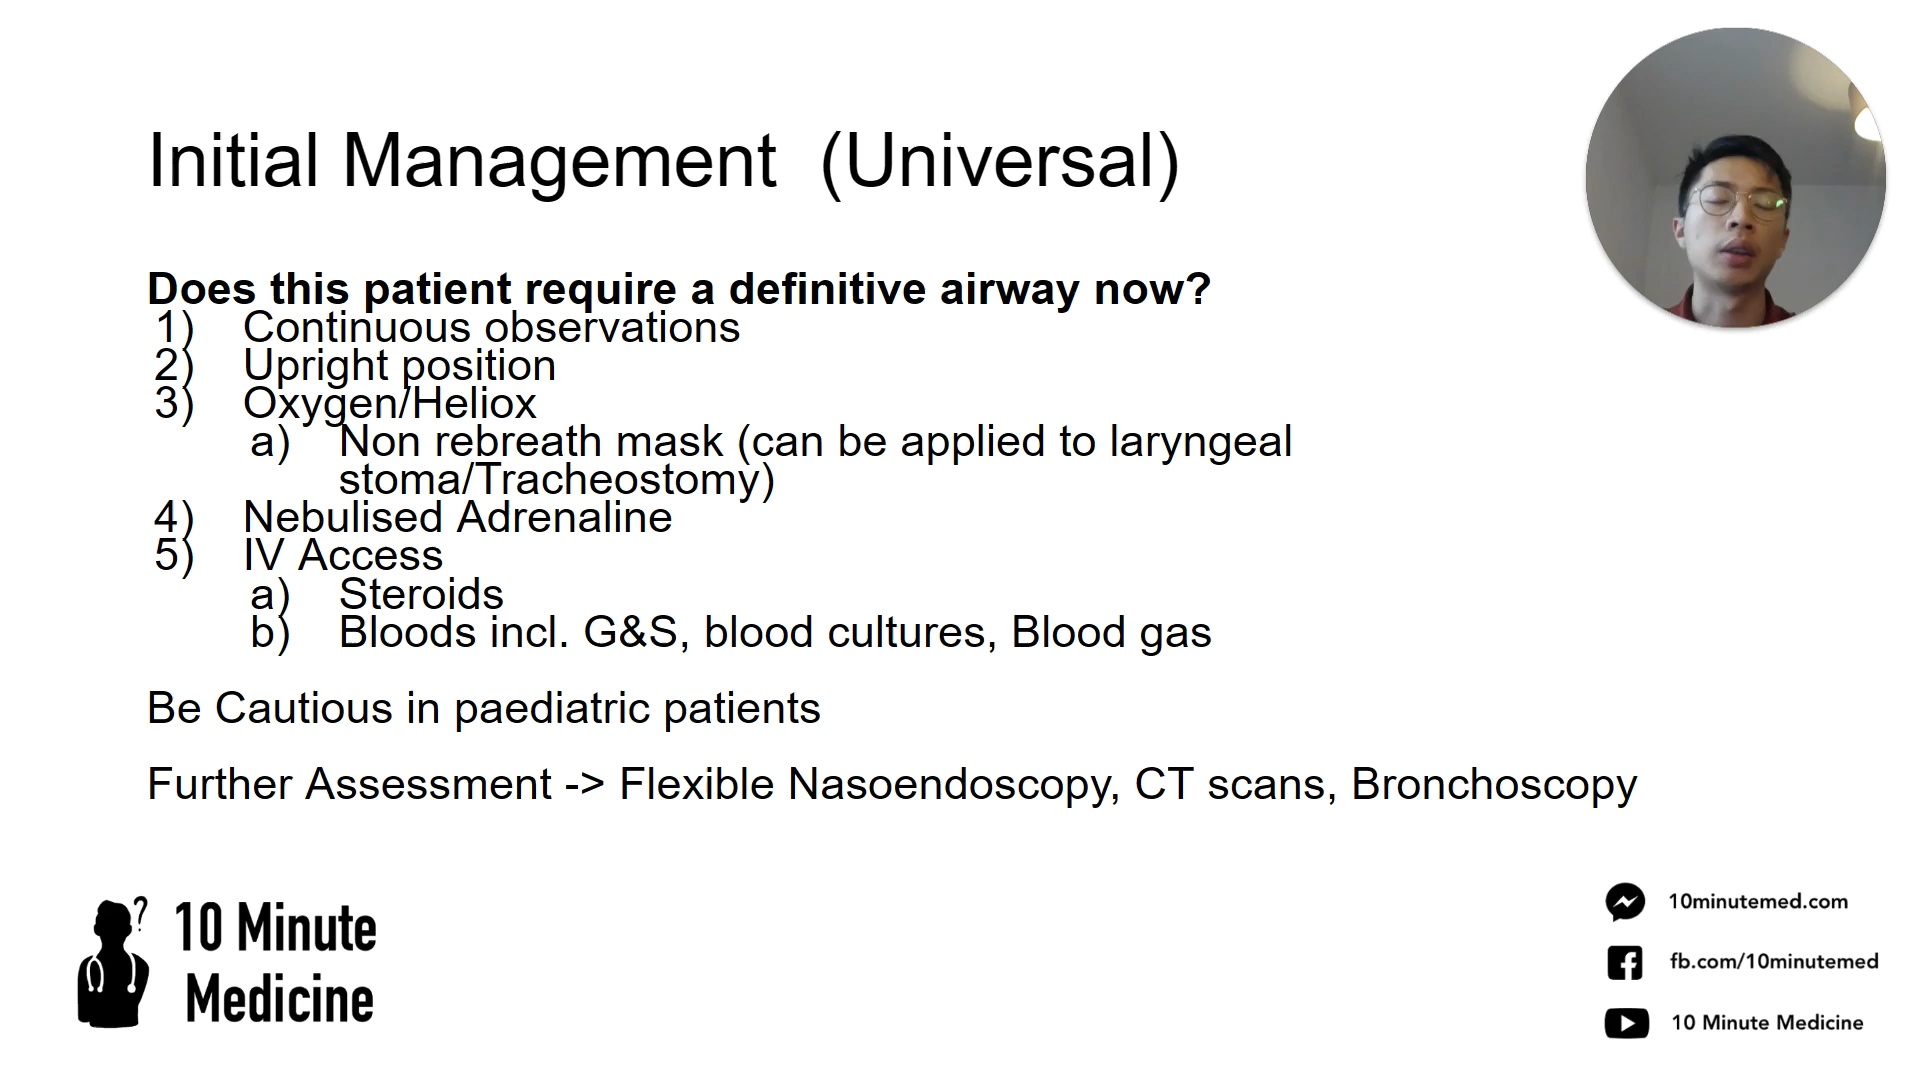 Initial Management  (Universal)
Does this patient require a definitive airway now?
1) Continuous observations
2) Upright position
3) Oxygen/Heliox
a) Non rebreath mask (can be applied to laryngeal
stoma/Tracheostomy)
4) Nebulised Adrenaline
5) IV Access
a) Steroids
b) Bloods incl. G&S, blood cultures, Blood gas
Be Cautious in paediatric patients
Further Assessment -> Flexible Nasoendoscopy, CT scans, Bronchoscopy
?
10 Minute
Medicine
10minutemed.com
fb.com/10minutemed
10 Minute Medicine